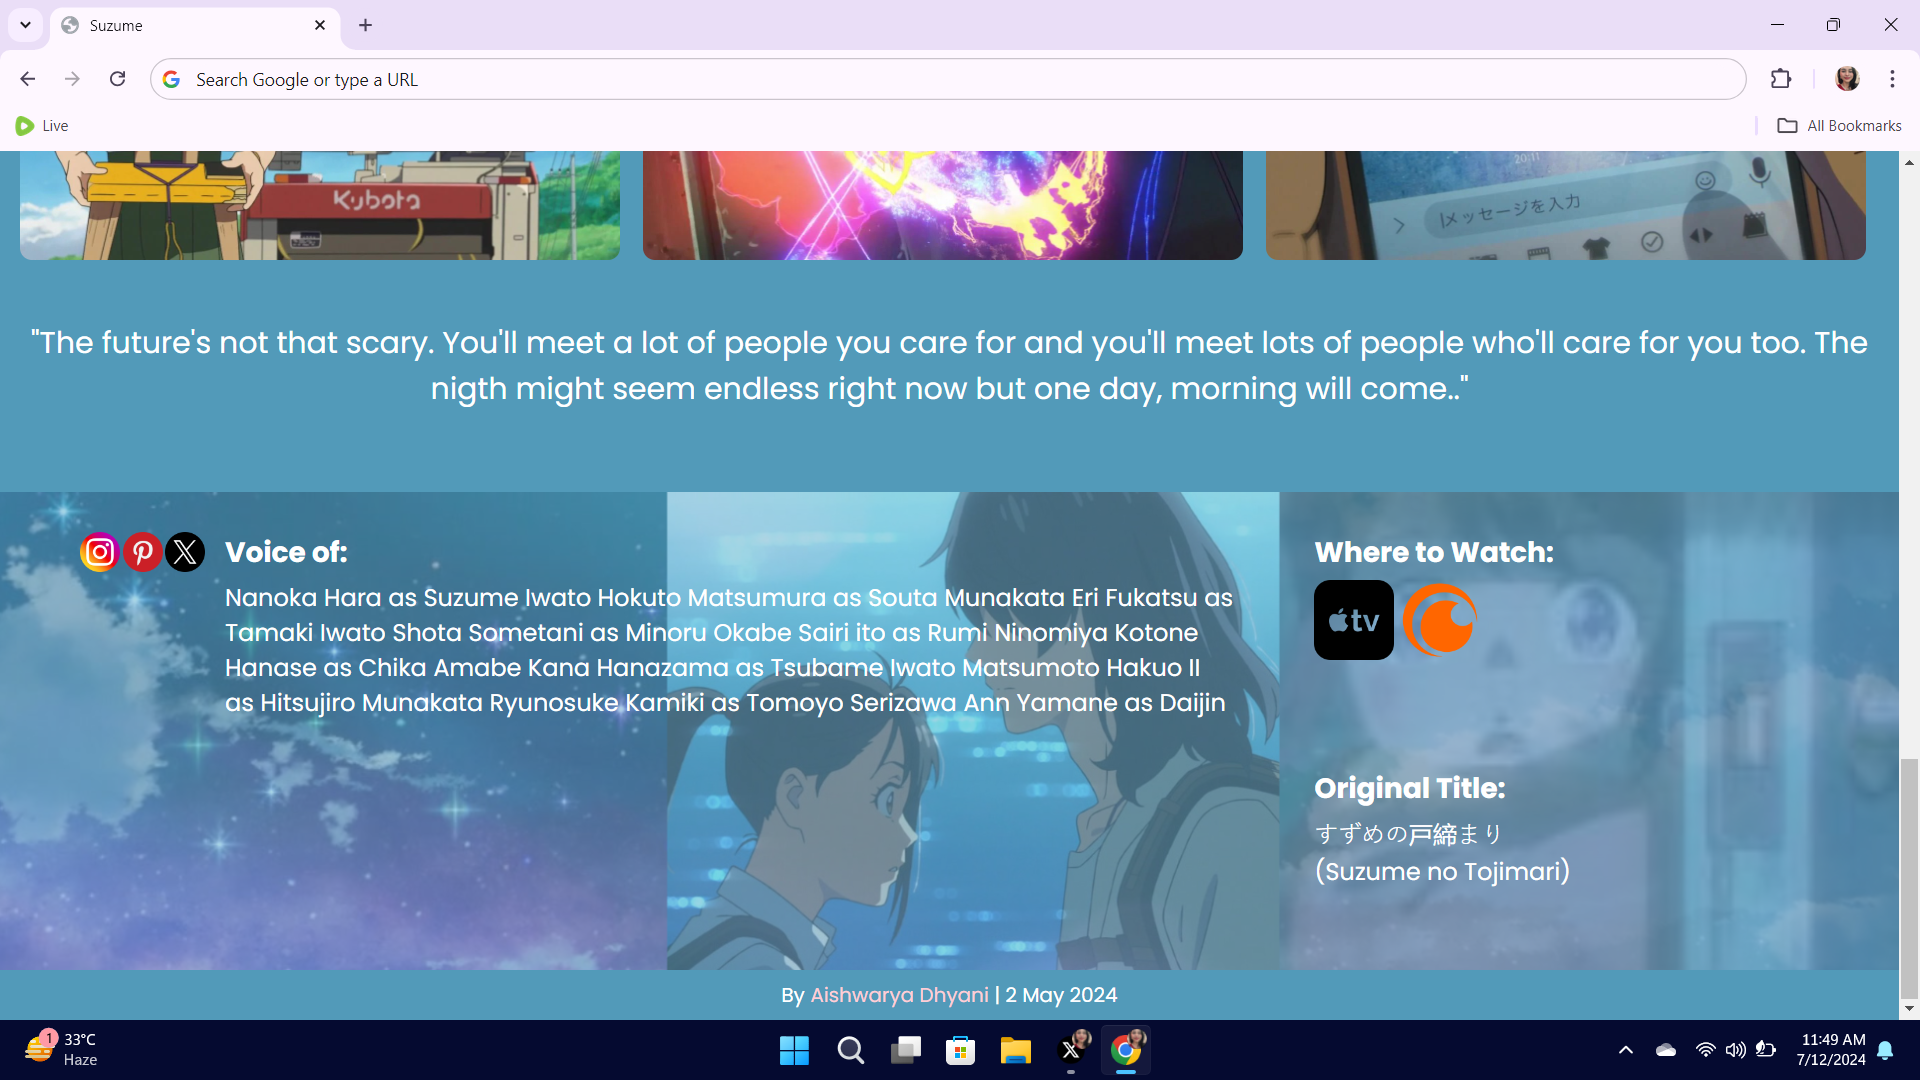 Suzume
Search Google or type a URL
Live
All Bookmarks
Kubota
20:11
メッセージを入力
"The future's not that scary. You'll meet a lot of people you care for and you'll meet lots of people who'll care for you too. The
nigth might seem endless right now but one day, morning will come.."
Voice of:
Nanoka Hara as Suzume Iwato Hokuto Matsumura as Souta Munakata Eri Fukatsu as
Tamaki Iwato Shota Sometani as Minoru Okabe Sairi ito as Rumi Ninomiya Kotone
Hanase as Chika Amabe Kana Hanazama as Tsubame Iwato Matsumoto Hakuo II
as Hitsujiro Munakata Ryunosuke Kamiki as Tomoyo Serizawa Ann Yamane as Daijin
Where to Watch:
tv
Original Title:
すずめの戸締まり
(Suzume no Tojimari)
By Aishwarya Dhyani | 2 May 2024
1
33°C
Haze
11:49 AM
7/12/2024